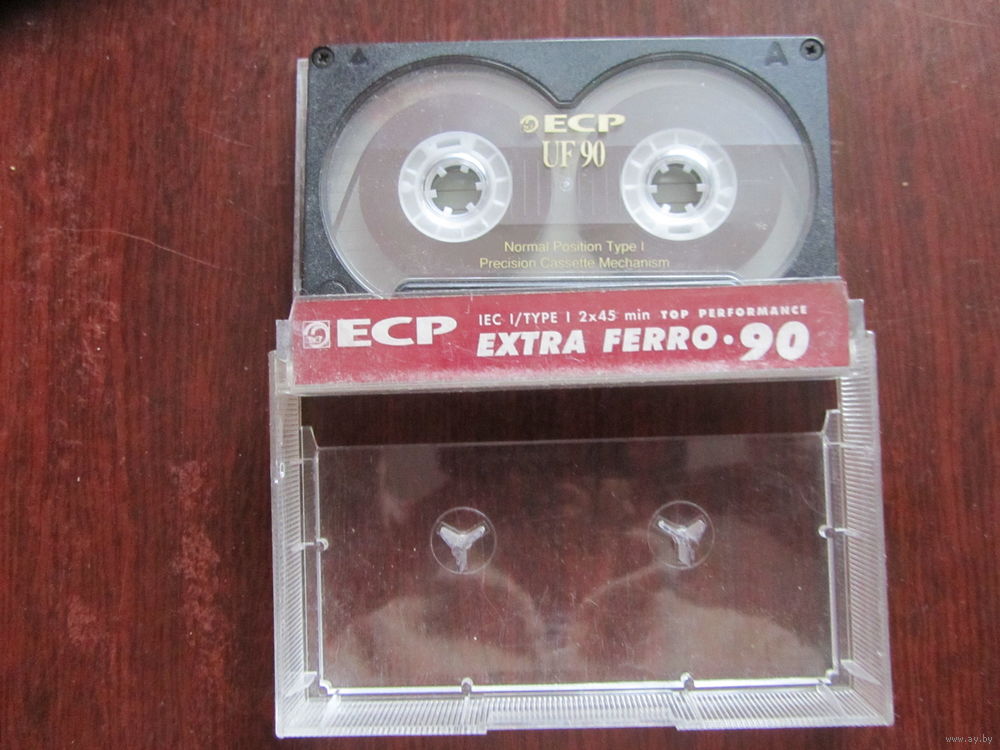 A
ECP
UF 90
Normal Position Type I
Precision Cassette Mechanism
ECP IEC I/TYPE I 2x45 min TOP PERFORMANCE
EXTRA FERRO·90
www.ay.by